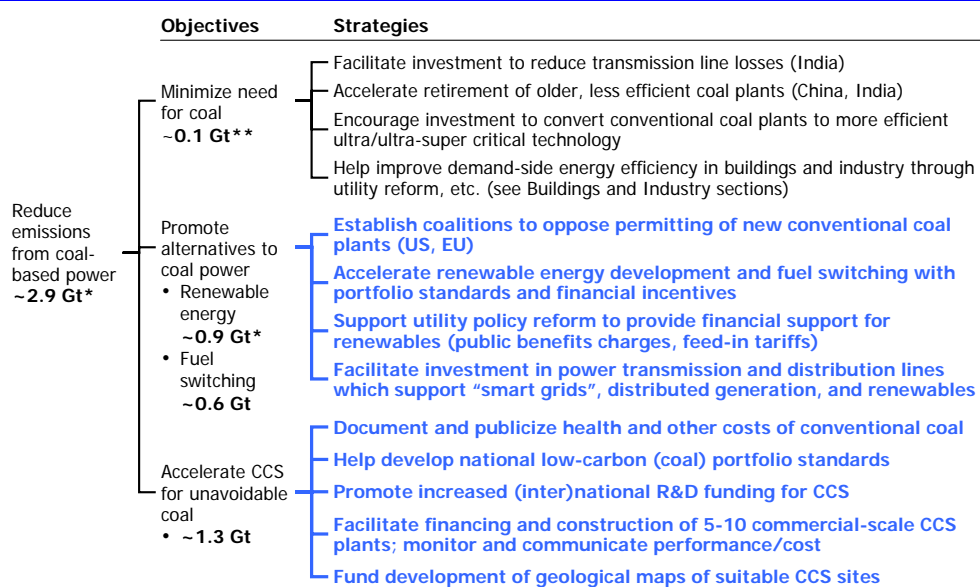 Objectives
Strategies
Reduce
emissions
from coal-
based power
~2.9 Gt*
Minimize need
for coal
~0.1 Gt**
Facilitate investment to reduce transmission line losses (India)
Accelerate retirement of older, less efficient coal plants (China, India)
Encourage investment to convert conventional coal plants to more efficient
ultra/ultra-super critical technology
Help improve demand-side energy efficiency in buildings and industry through
utility reform, etc. (see Buildings and Industry sections)
Promote
alternatives to
coal power
• Renewable
energy
~0.9 Gt*
• Fuel
switching
~0.6 Gt
Establish coalitions to oppose permitting of new conventional coal
plants (US, EU)
Accelerate renewable energy development and fuel switching with
portfolio standards and financial incentives
Support utility policy reform to provide financial support for
renewables (public benefits charges, feed-in tariffs)
Facilitate investment in power transmission and distribution lines
which support “smart grids”, distributed generation, and renewables
Accelerate CCS
for unavoidable
coal
• ~1.3 Gt
Document and publicize health and other costs of conventional coal
Help develop national low-carbon (coal) portfolio standards
Promote increased (inter)national R&D funding for CCS
Facilitate financing and construction of 5-10 commercial-scale CCS
plants; monitor and communicate performance/cost
Fund development of geological maps of suitable CCS sites